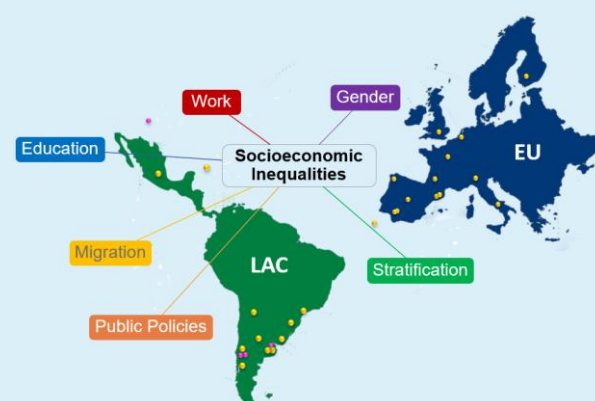 Work
Gender
Education
Socioeconomic
Inequalities
EU
Migration
LAC
Stratification
Public Policies